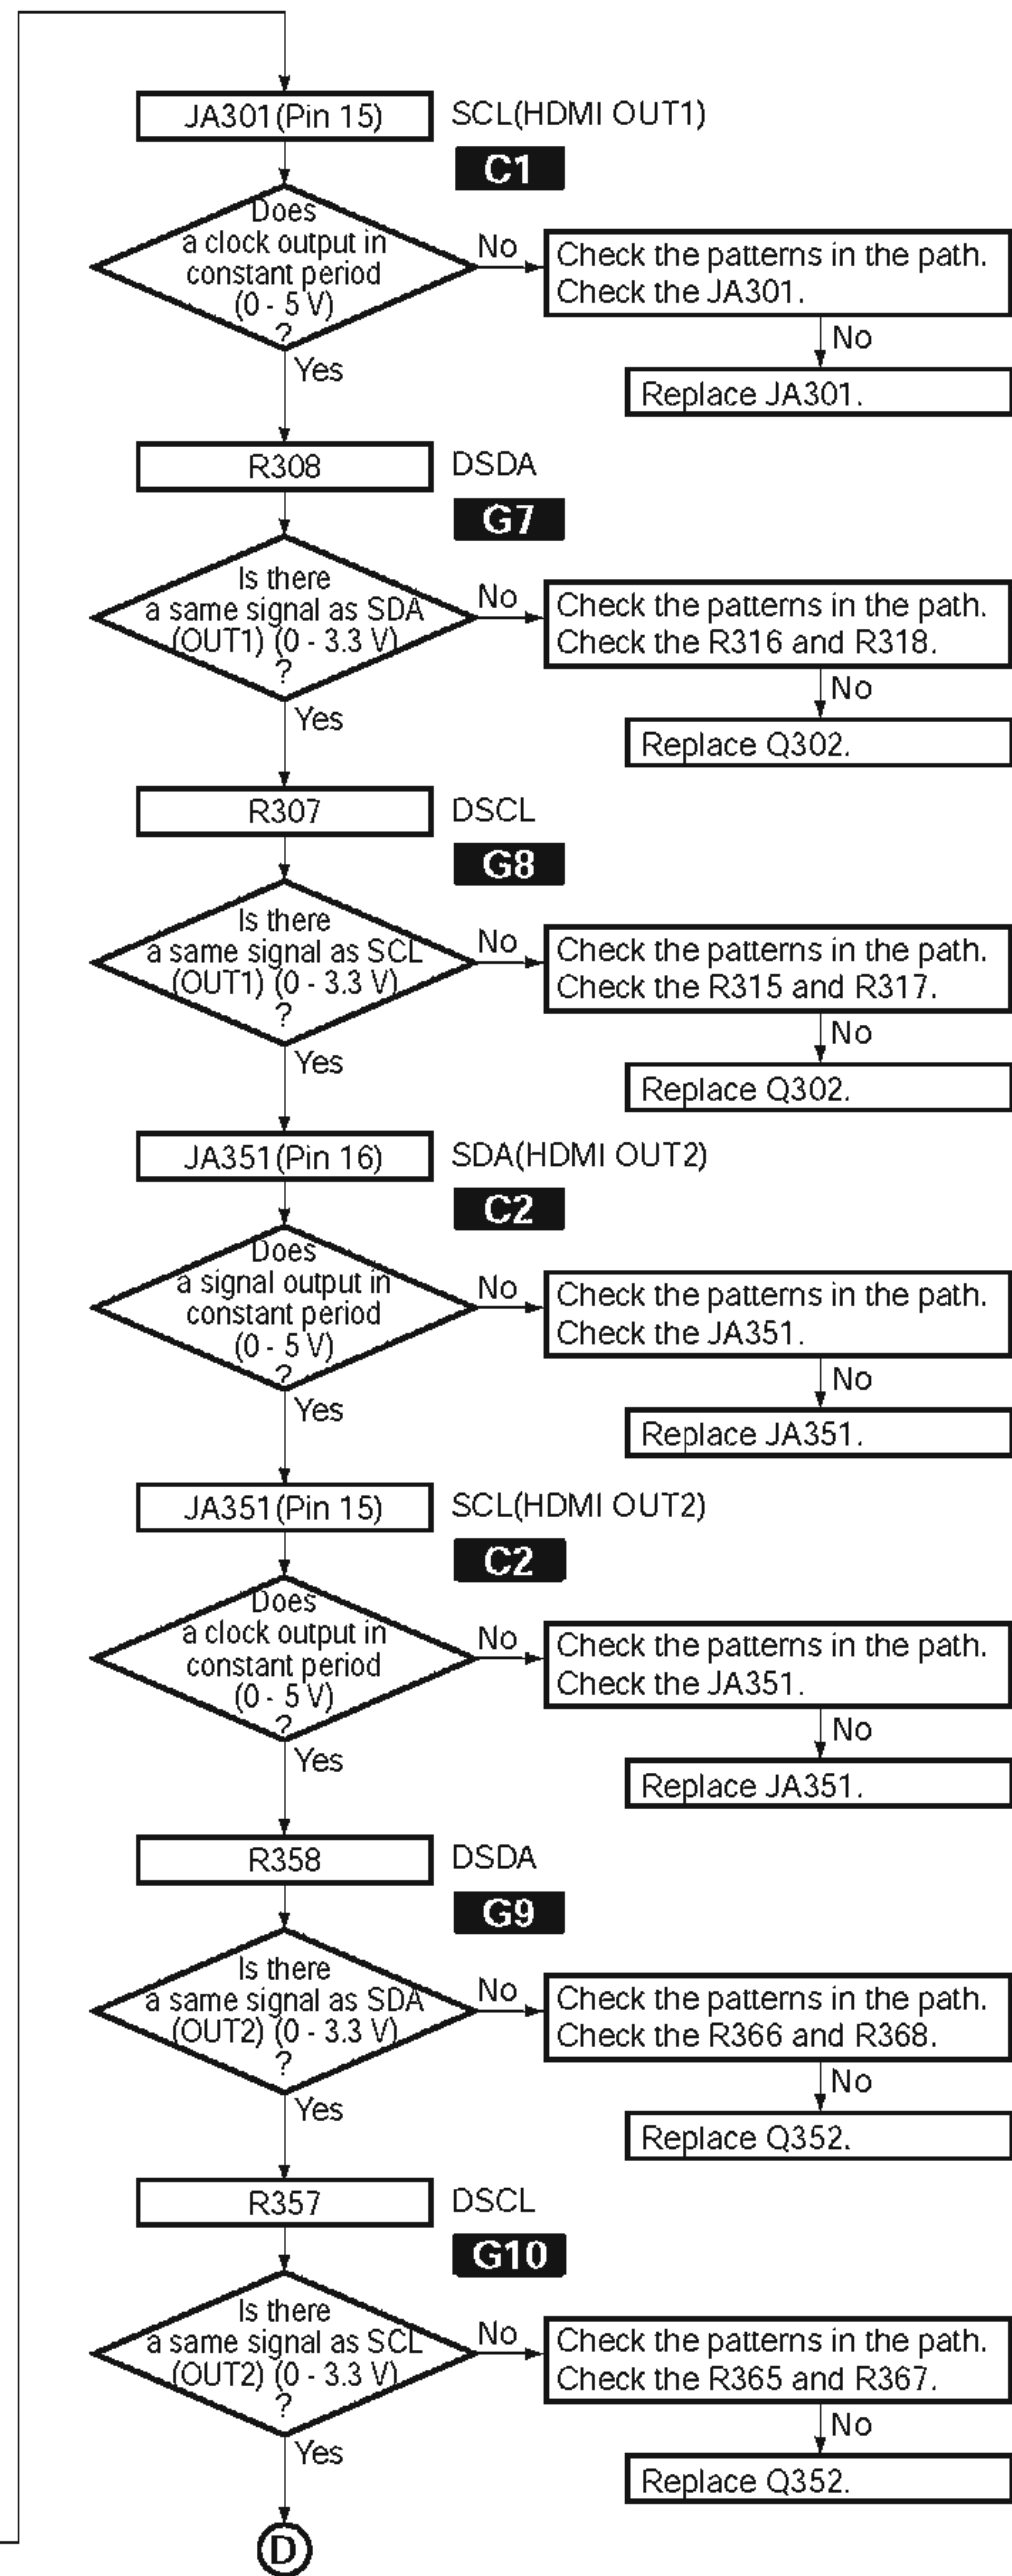 JA301(Pin 15)
SCL(HDMI OUT1)
C1
Does
a clock output in
constant period
(0 - 5 V)
?
No
Check the patterns in the path.
Check the JA301.
No
Replace JA301.
Yes
R308
DSDA
G7
Is there
a same signal as SDA
(OUT1) (0 - 3.3 V)
?
No
Check the patterns in the path.
Check the R316 and R318.
No
Replace Q302.
Yes
R307
DSCL
G8
Is there
a same signal as SCL
(OUT1) (0 - 3.3 V)
?
No
Check the patterns in the path.
Check the R315 and R317.
No
Replace Q302.
Yes
JA351(Pin 16)
SDA(HDMI OUT2)
C2
Does
a signal output in
constant period
(0 - 5 V)
?
No
Check the patterns in the path.
Check the JA351.
No
Replace JA351.
Yes
JA351(Pin 15)
SCL(HDMI OUT2)
C2
Does
a clock output in
constant period
(0 - 5 V)
?
No
Check the patterns in the path.
Check the JA351.
No
Replace JA351.
Yes
R358
DSDA
G9
Is there
a same signal as SDA
(OUT2) (0 - 3.3 V)
?
No
Check the patterns in the path.
Check the R366 and R368.
No
Replace Q352.
Yes
R357
DSCL
G10
Is there
a same signal as SCL
(OUT2) (0 - 3.3 V)
?
No
Check the patterns in the path.
Check the R365 and R367.
No
Replace Q352.
Yes
D